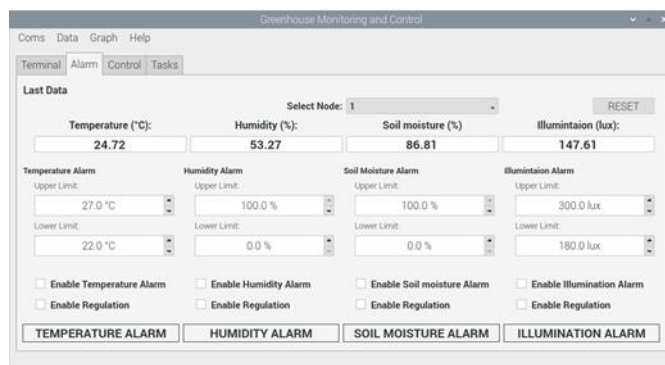 Greenhouse Monitoring and Control
Coms Data Graph Help
Terminal Alarm Control Tasks
Last Data
Select Node: 1 RESET
Temperature (°C): Humidity (%): Soil moisture (%) Illumintaion (lux):
24.72 53.27 86.81 147.61
Temperature Alarm Humidity Alarm Soil Moisture Alarm Illumintaion Alarm
Upper Limit: Upper Limit: Upper Limit: Upper Limit:
27.0 °C 100.0 % 100.0 % 300.0 lux
Lower Limit: Lower Limit: Lower Limit: Lower Limit:
22.0 °C 0.0 % 0.0 % 180.0 lux
Enable Temperature Alarm Enable Humidity Alarm Enable Soil moisture Alarm Enable Illumination Alarm
Enable Regulation Enable Regulation Enable Regulation Enable Regulation
TEMPERATURE ALARM HUMIDITY ALARM SOIL MOISTURE ALARM ILLUMINATION ALARM